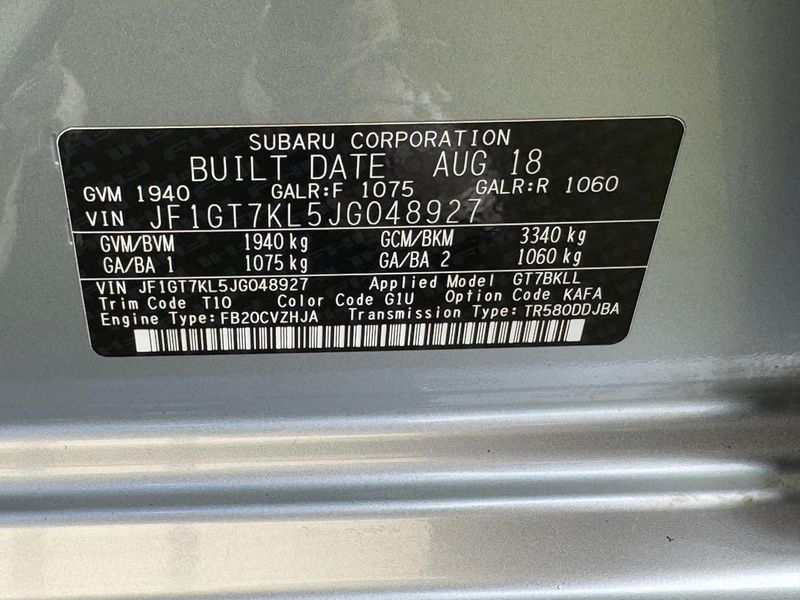 SUBARU CORPORATION
BUILT DATE AUG 18
GVM 1940 GALR:F 1075 GALR:R 1060
VIN JF1GT7KL5JG048927
GVM/BVM 1940 kg GCM/BKM 3340 kg
GA/BA 1 1075 kg GA/BA 2 1060 kg
VIN JF1GT7KL5JG048927 Applied Model GT7BKLL
Trim Code T10 Color Code G1U Option Code KAFA
Engine Type: FB20CVZHJA Transmission Type: TR580DDJBA